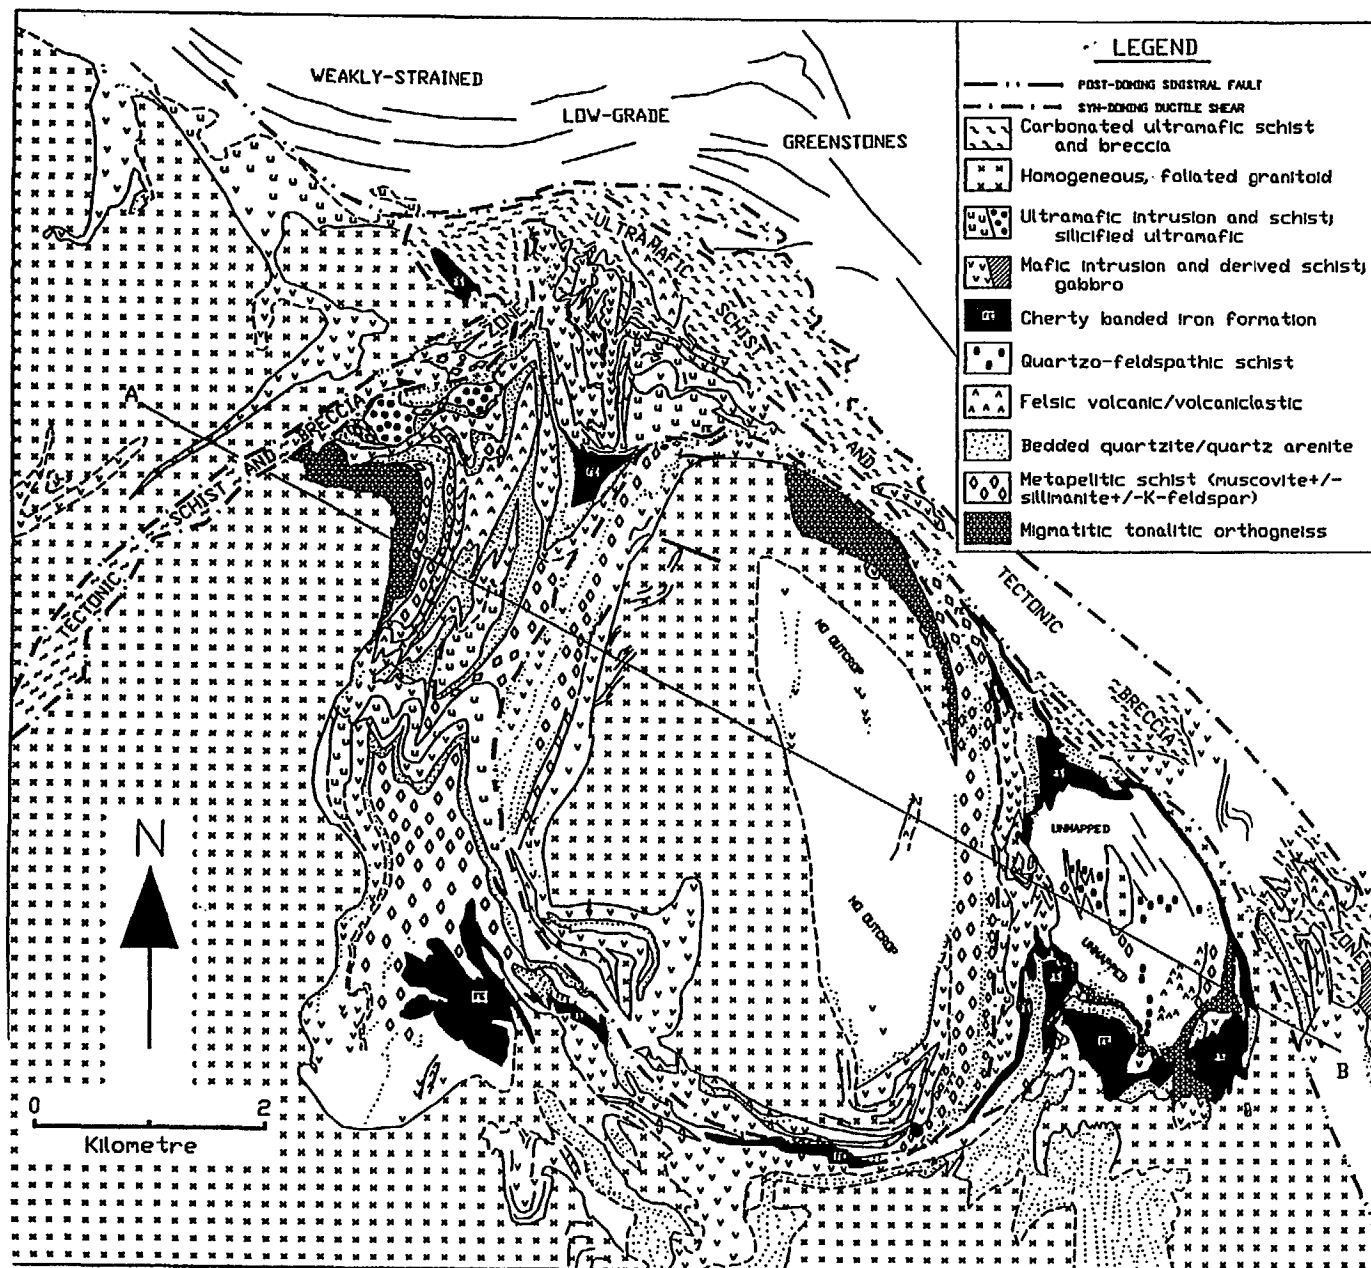 WEAKLY-STRAINED
LOW-GRADE
GREENSTONES
LEGEND
POST-DOMING SINISTRAL FAULT
SYN-DOMING DUCTILE SHEAR
Carbonated ultramafic schist
and breccia
Homogeneous, foliated granitoid
Ultramafic intrusion and schist;
silicified ultramafic
Mafic intrusion and derived schist;
gabbro
Cherty banded iron formation
Quartzo-feldspathic schist
Felsic volcanic/volcaniclastic
Bedded quartzite/quartz arenite
Metapelitic schist (muscovite+/-
sillimanite+/-K-feldspar)
Migmatitic tonalitic orthogneiss
ULTRAMAFIC
SCHIST
AND
TECTONIC
BRECCIA
ZONE
TECTONIC
SCHIST
AND
BRECCIA
ZONE
A
NO OUTCROP
NO OUTCROP
UNMAPPED
UNMAPPED
B
N
0 2
Kilometre